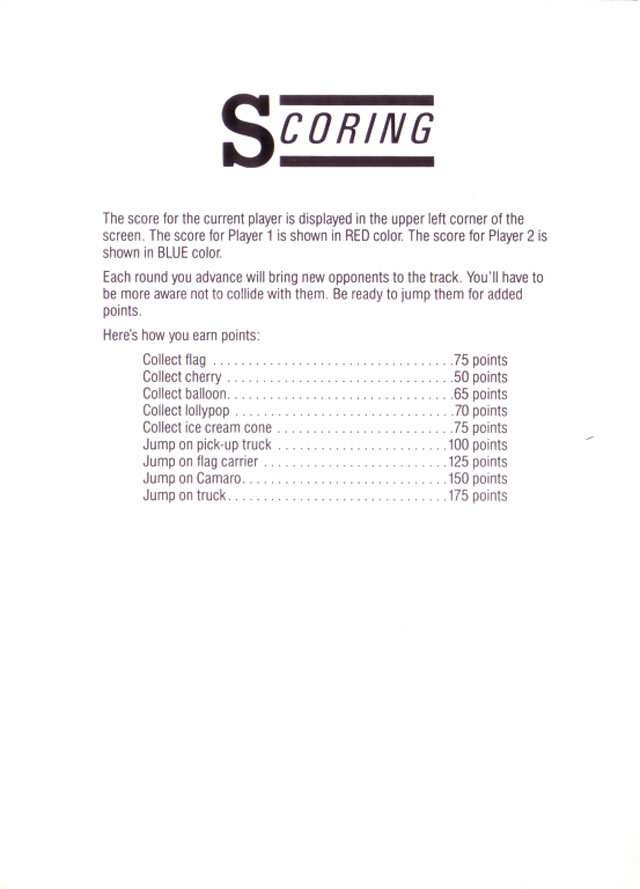 SCORING
The score for the current player is displayed in the upper left corner of the
screen. The score for Player 1 is shown in RED color. The score for Player 2 is
shown in BLUE color.
Each round you advance will bring new opponents to the track. You'll have to
be more aware not to collide with them. Be ready to jump them for added
points.
Here's how you earn points:
Collect flag . . . . . . . . . . . . . . . . . . . . . . . . . . . . . . . . . .75 points
Collect cherry . . . . . . . . . . . . . . . . . . . . . . . . . . . . . . . .50 points
Collect balloon. . . . . . . . . . . . . . . . . . . . . . . . . . . . . . . .65 points
Collect lollypop . . . . . . . . . . . . . . . . . . . . . . . . . . . . . . .70 points
Collect ice cream cone . . . . . . . . . . . . . . . . . . . . . . . . .75 points
Jump on pick-up truck . . . . . . . . . . . . . . . . . . . . . . . .100 points
Jump on flag carrier . . . . . . . . . . . . . . . . . . . . . . . . . .125 points
Jump on Camaro. . . . . . . . . . . . . . . . . . . . . . . . . . . . .150 points
Jump on truck. . . . . . . . . . . . . . . . . . . . . . . . . . . . . . .175 points